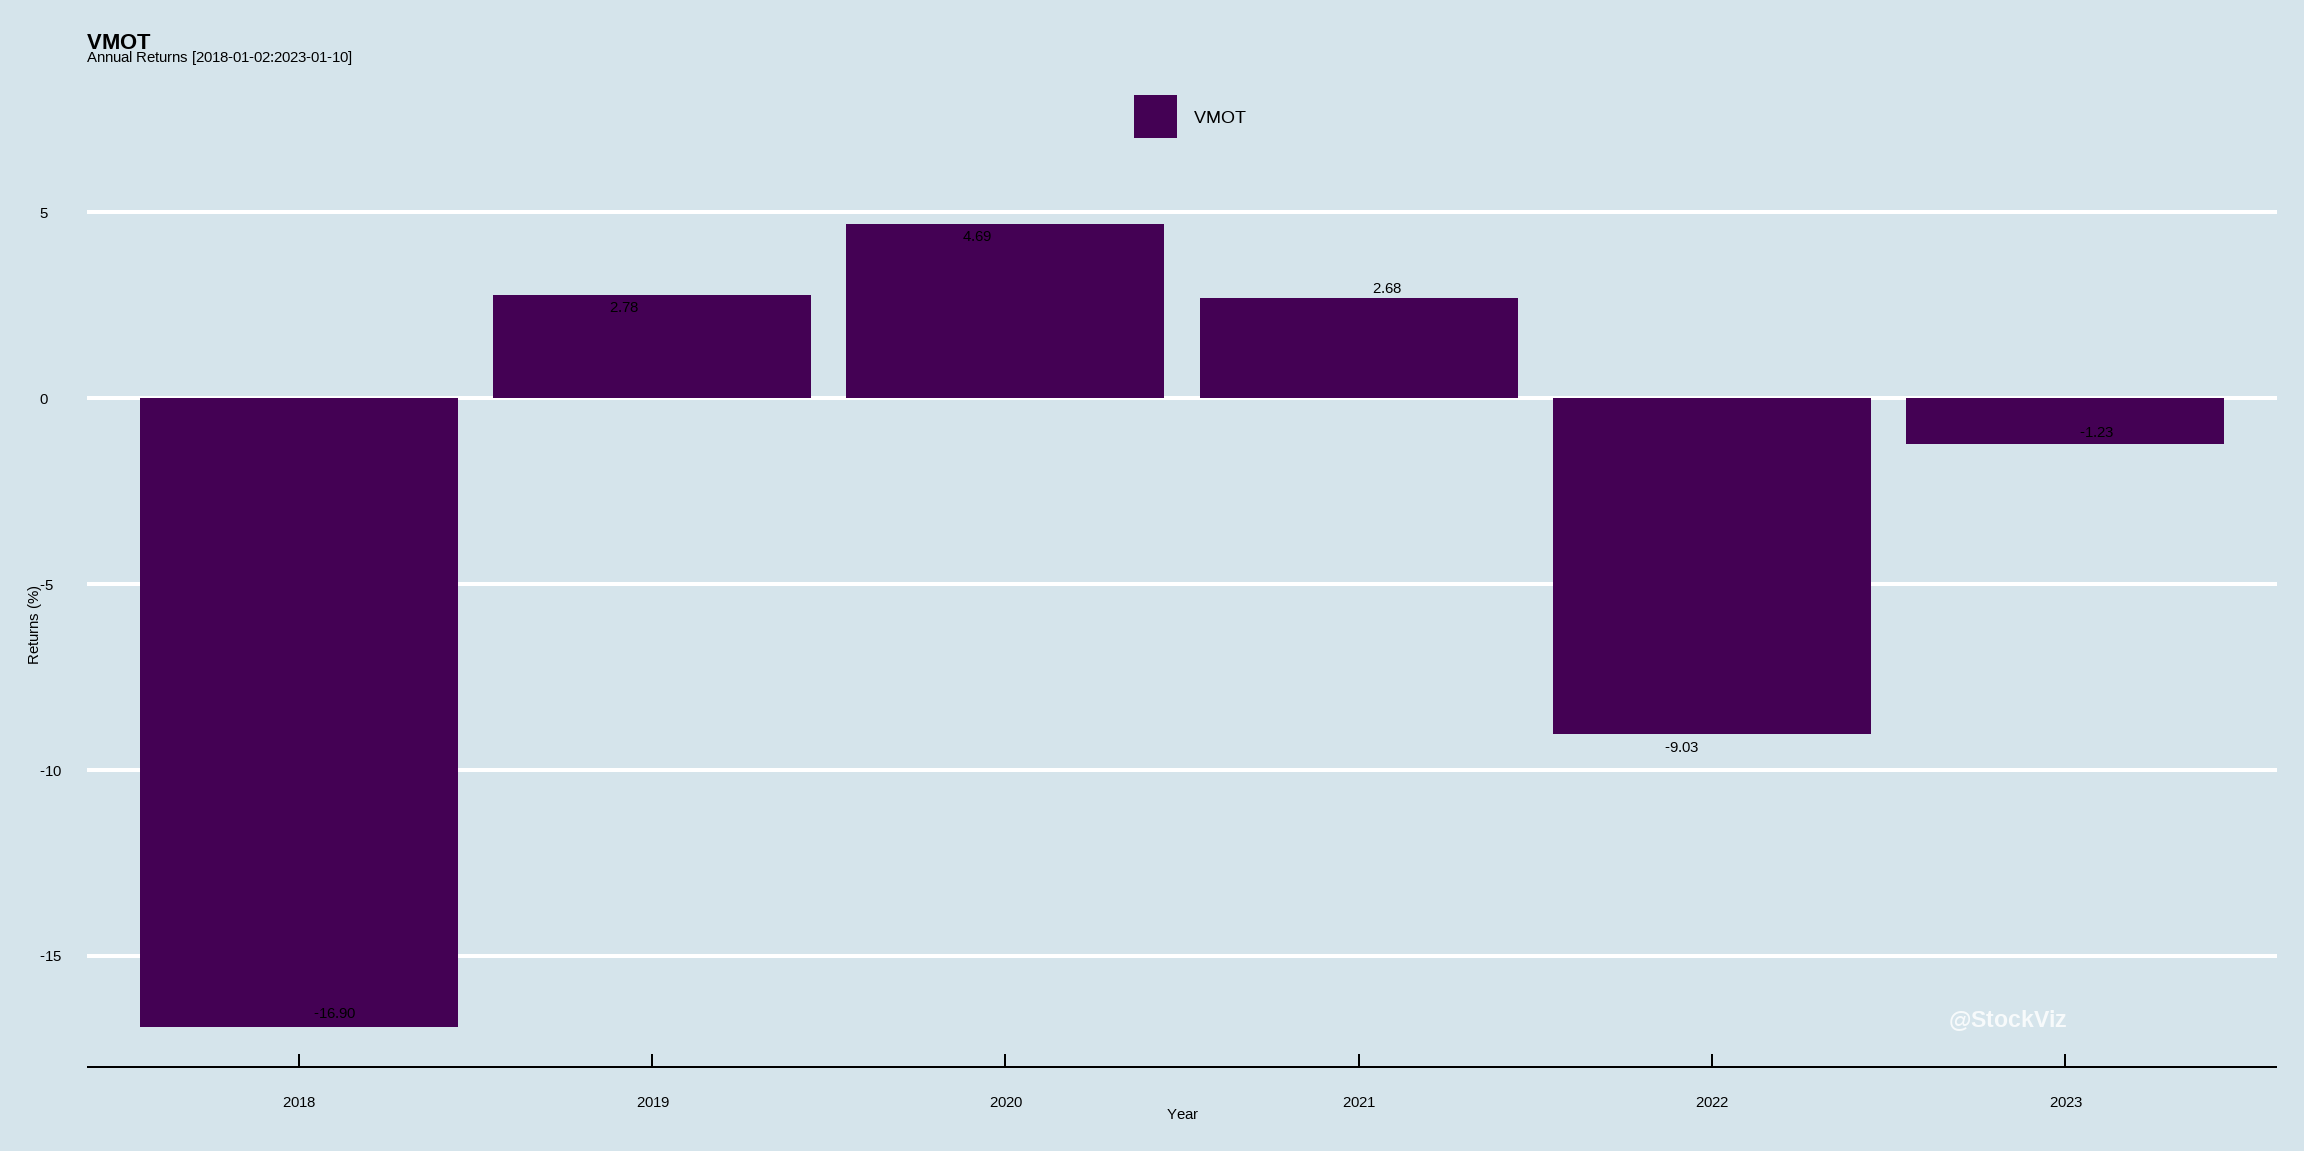 VMOT
Annual Returns [2018-01-02:2023-01-10]
VMOT
5
4.69
2.68
2.78
0
-1.23
-5
Returns (%)
-9.03
-10
-15
-16.90
@StockViz
2018
2019
2020
2021
2022
2023
Year